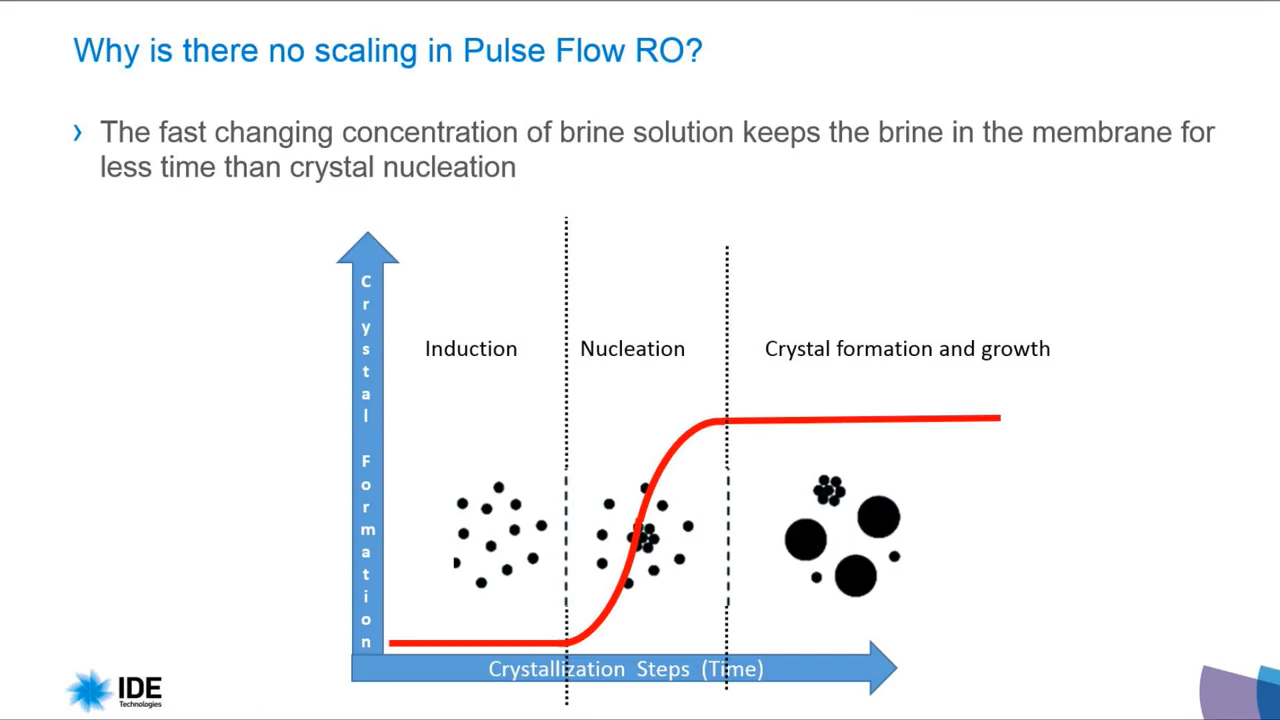 Why is there no scaling in Pulse Flow RO?
› The fast changing concentration of brine solution keeps the brine in the membrane for
less time than crystal nucleation
Crystal Formation
Induction
Nucleation
Crystal formation and growth
Crystallization Steps (Time)
IDE
Technologies